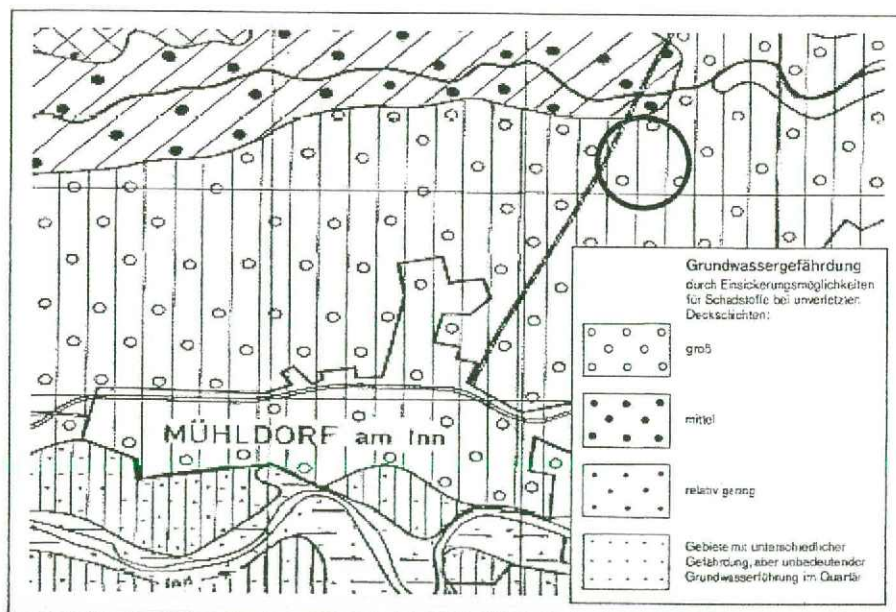 Grundwassergefährdung
durch Einsickerungsmöglichkeiten
für Schadstoffe bei unverletzten
Deckschichten:
groß
mittel
relativ gering
Gebiete mit unterschiedlicher
Gefährdung, aber unbedeutender
Grundwasserführung im Quartär
MÜHLDORF am Inn
Inn